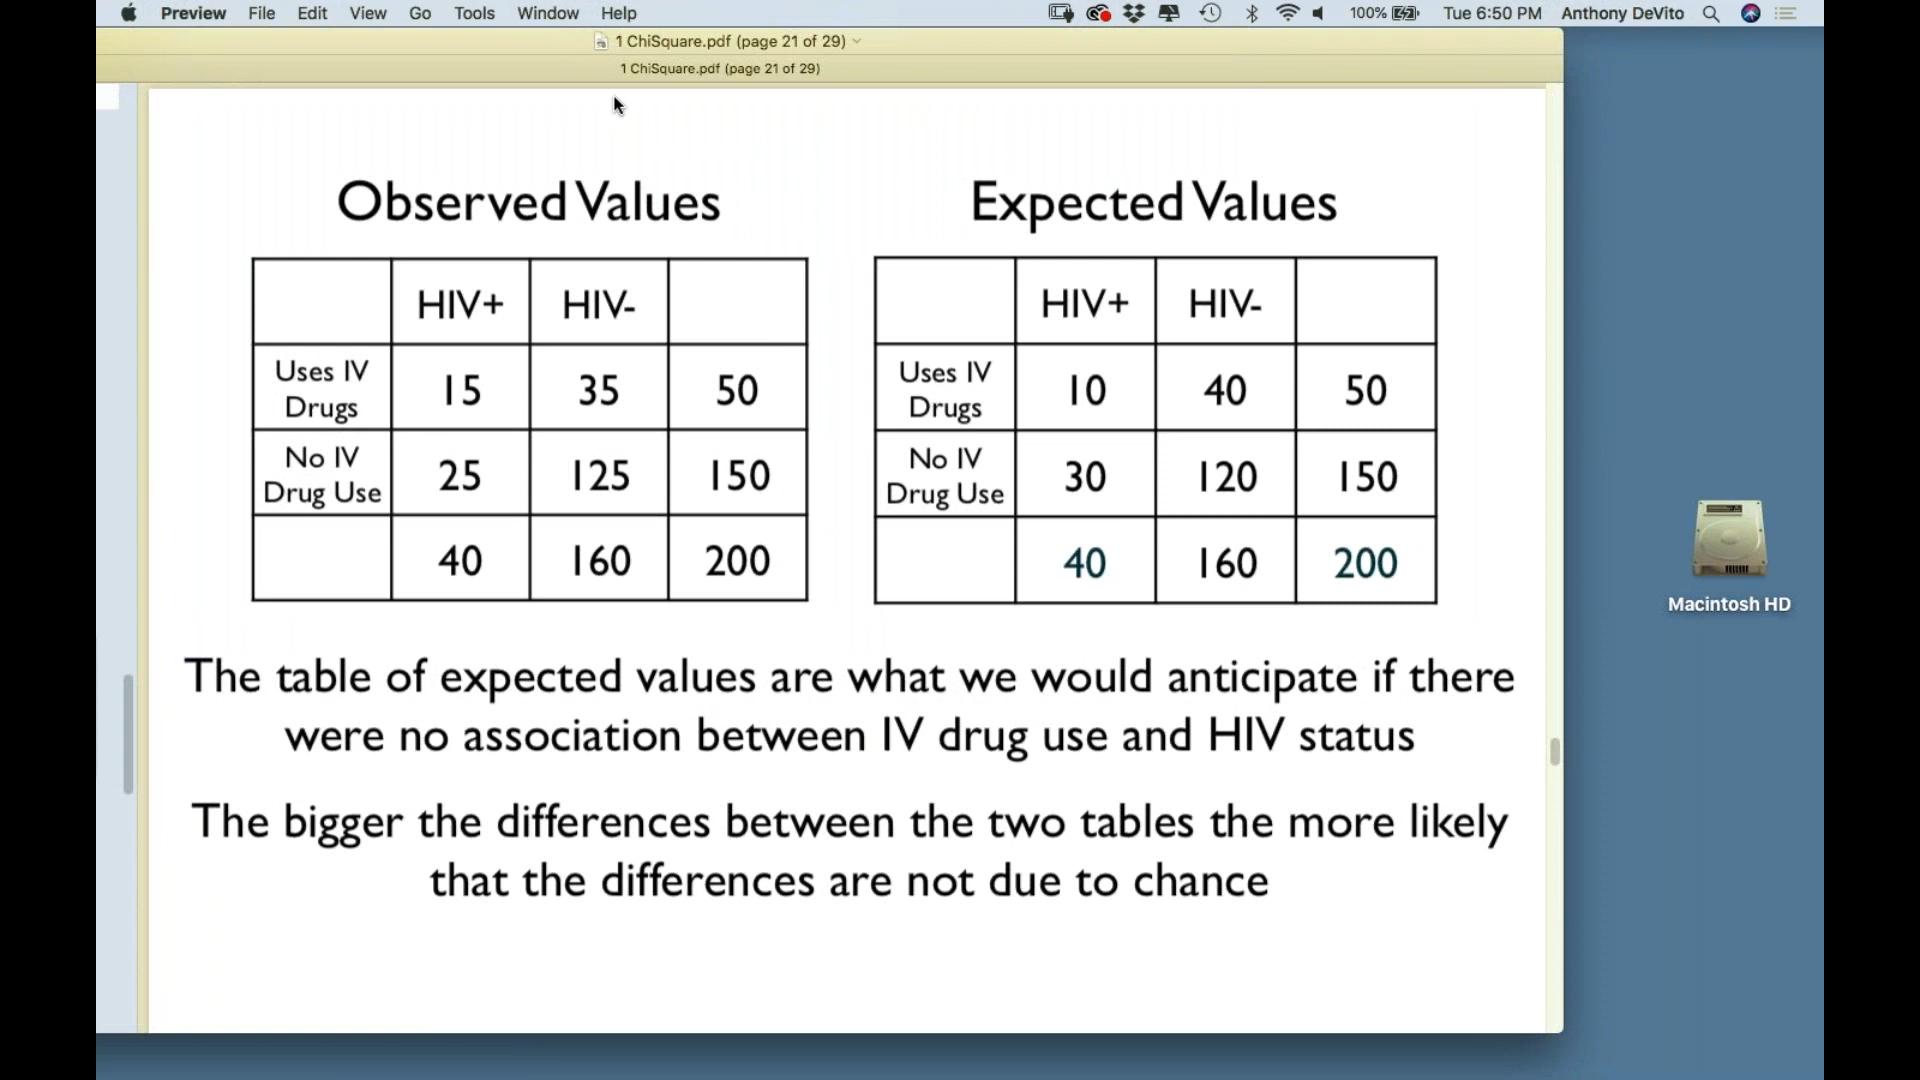 Preview File Edit View Go Tools Window Help 100% Tue 6:50 PM Anthony DeVito
1 ChiSquare.pdf (page 21 of 29)
1 ChiSquare.pdf (page 21 of 29)
Observed Values
HIV+ HIV-
Uses IV Drugs 15 35 50
No IV Drug Use 25 125 150
40 160 200
Expected Values
HIV+ HIV-
Uses IV Drugs 10 40 50
No IV Drug Use 30 120 150
40 160 200
The table of expected values are what we would anticipate if there
were no association between IV drug use and HIV status
The bigger the differences between the two tables the more likely
that the differences are not due to chance
Macintosh HD